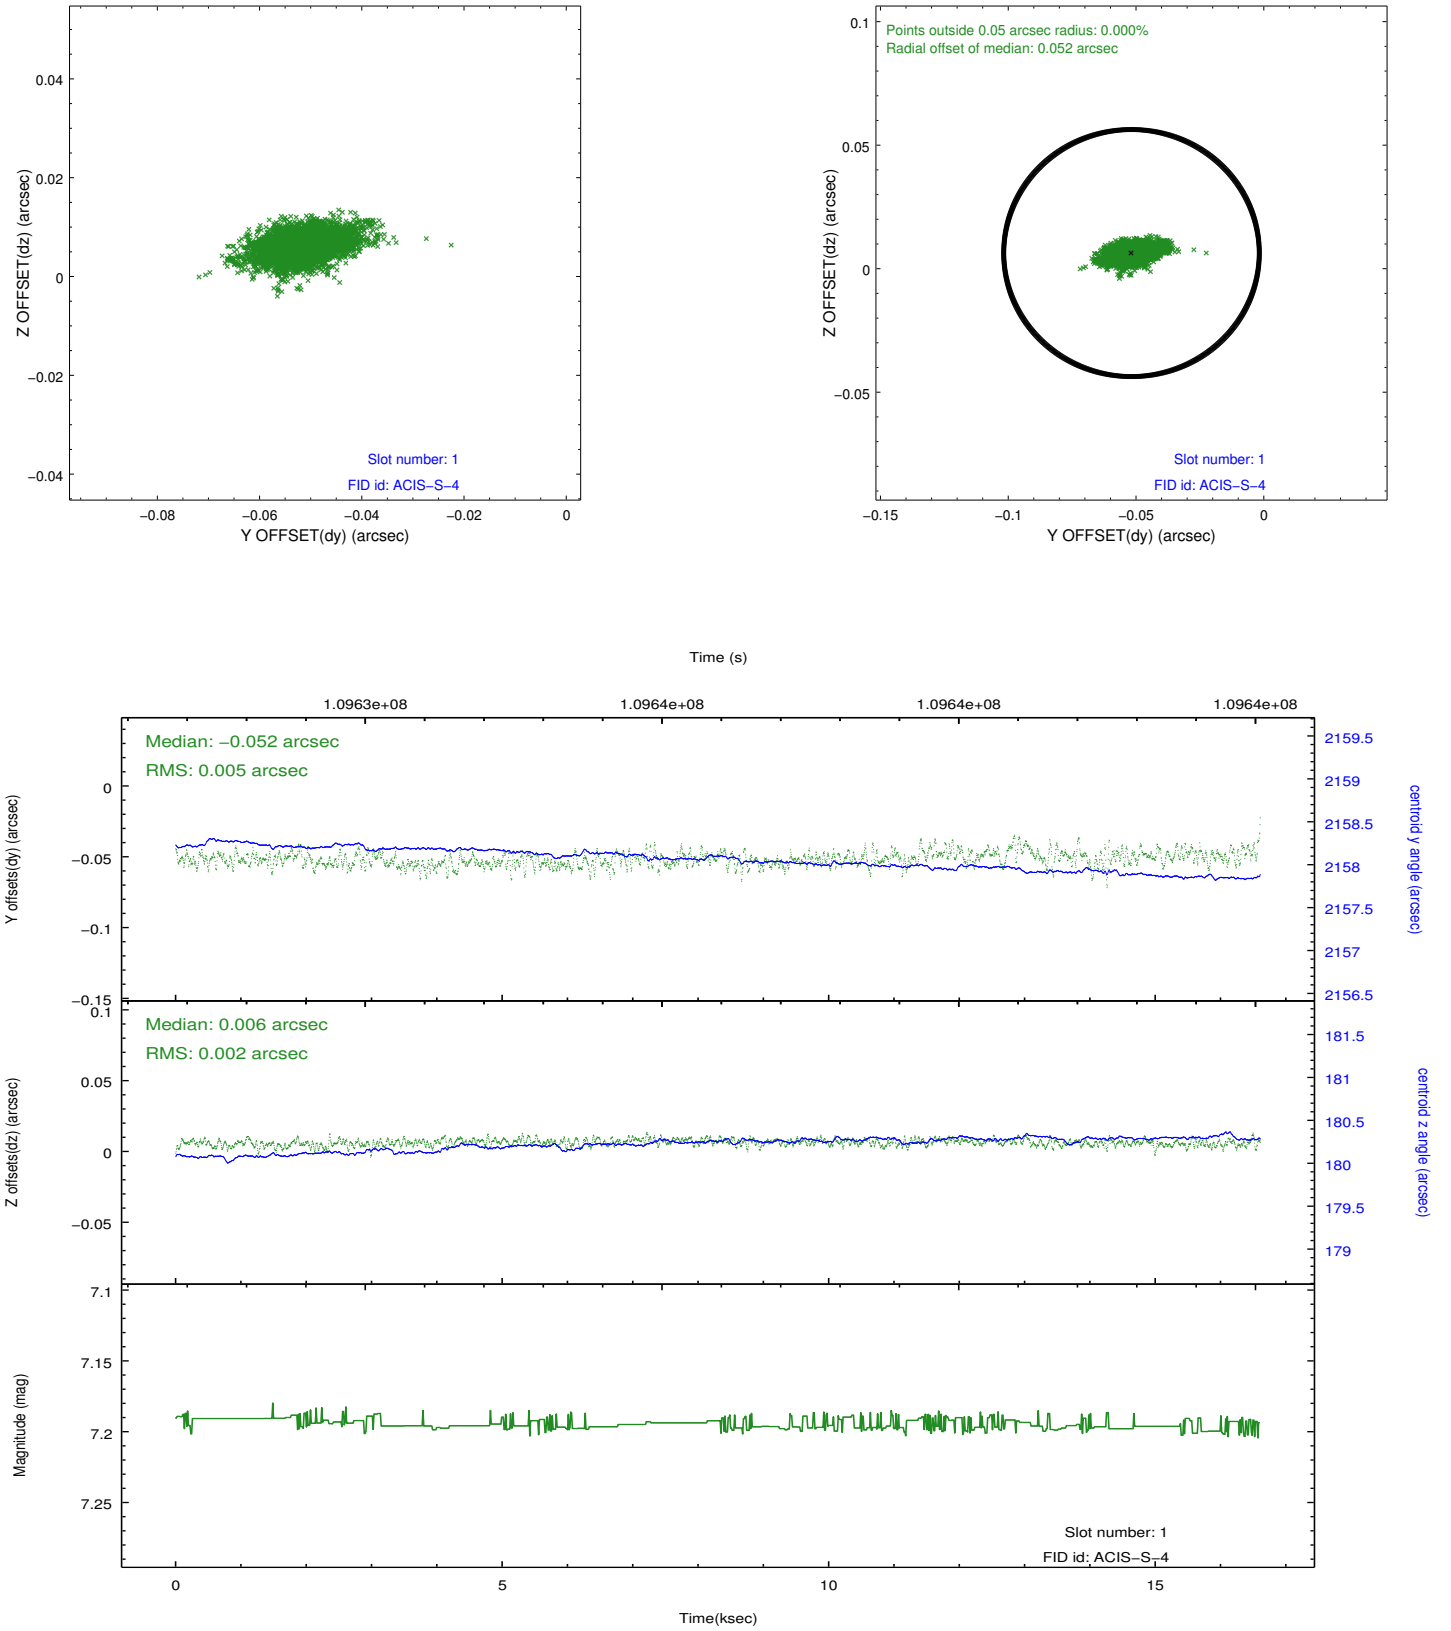 0.04
0.02
0
−0.02
−0.04
Z OFFSET(dz) (arcsec)
Slot number: 1
FID id: ACIS−S−4
−0.08
−0.06
−0.04
−0.02
0
Y OFFSET(dy) (arcsec)
Points outside 0.05 arcsec radius: 0.000%
Radial offset of median: 0.052 arcsec
0.1
0.05
0
−0.05
Z OFFSET(dz) (arcsec)
Slot number: 1
FID id: ACIS−S−4
−0.15
−0.1
−0.05
0
Y OFFSET(dy) (arcsec)
Time (s)
1.0963e+08
1.0964e+08
1.0964e+08
1.0964e+08
Median: −0.052 arcsec
RMS: 0.005 arcsec
0
−0.05
−0.1
−0.15
Y offsets(dy) (arcsec)
2159.5
2159
2158.5
2158
2157.5
2157
2156.5
centroid y angle (arcsec)
Median: 0.006 arcsec
RMS: 0.002 arcsec
0.1
0.05
0
−0.05
Z offsets(dz) (arcsec)
181.5
181
180.5
180
179.5
179
centroid z angle (arcsec)
7.1
7.15
7.2
7.25
Magnitude (mag)
Slot number: 1
FID id: ACIS−S−4
0
5
10
15
Time(ksec)